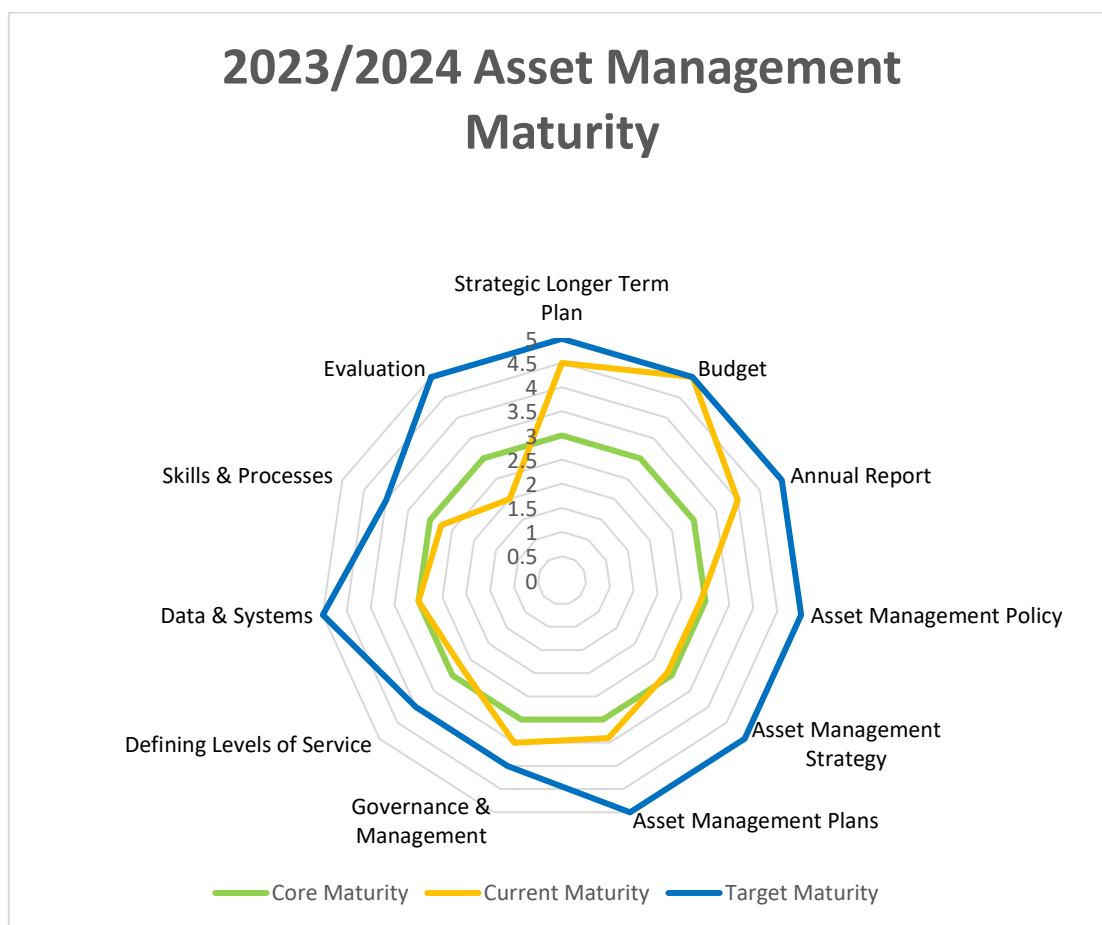 2023/2024 Asset Management
Maturity
Strategic Longer Term
Plan
Budget
Annual Report
Asset Management Policy
Asset Management
Strategy
Asset Management Plans
Governance &
Management
Defining Levels of Service
Data & Systems
Skills & Processes
Evaluation
5
4.5
4
3.5
3
2.5
2
1.5
1
0.5
0
Core Maturity
Current Maturity
Target Maturity